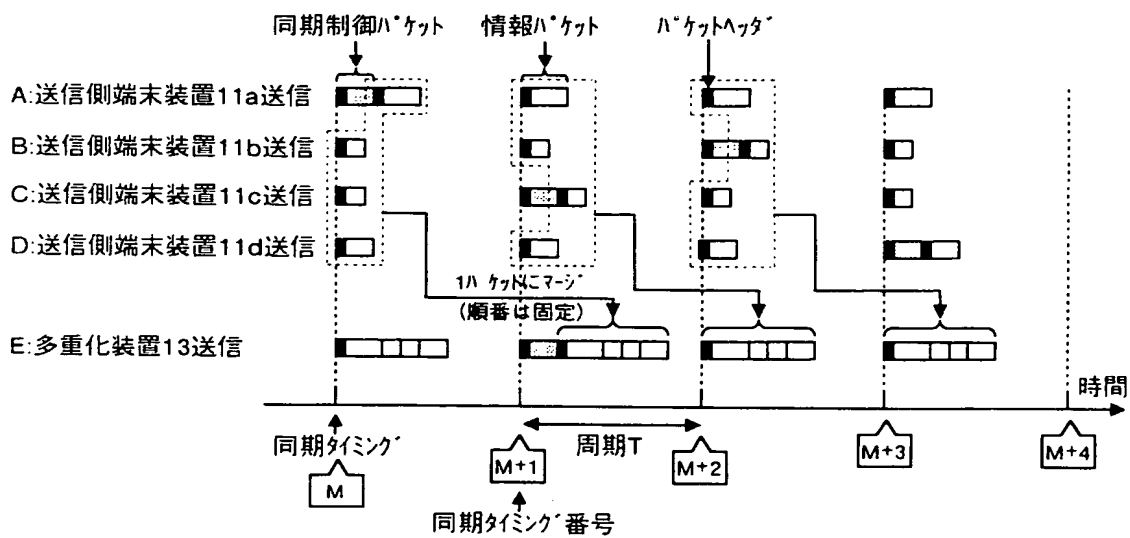 同期制御ﾊﾟｹｯﾄ
情報ﾊﾟｹｯﾄ
ﾊﾟｹｯﾄﾍｯﾀﾞ
A:送信側端末装置11a送信
B:送信側端末装置11b送信
C:送信側端末装置11c送信
D:送信側端末装置11d送信
1ﾊﾟｹｯﾄにﾏｰｼﾞ
(順番は固定)
E:多重化装置13送信
時間
同期ﾀｲﾐﾝｸﾞ
周期T
M
M+1
M+2
M+3
M+4
同期ﾀｲﾐﾝｸﾞ番号